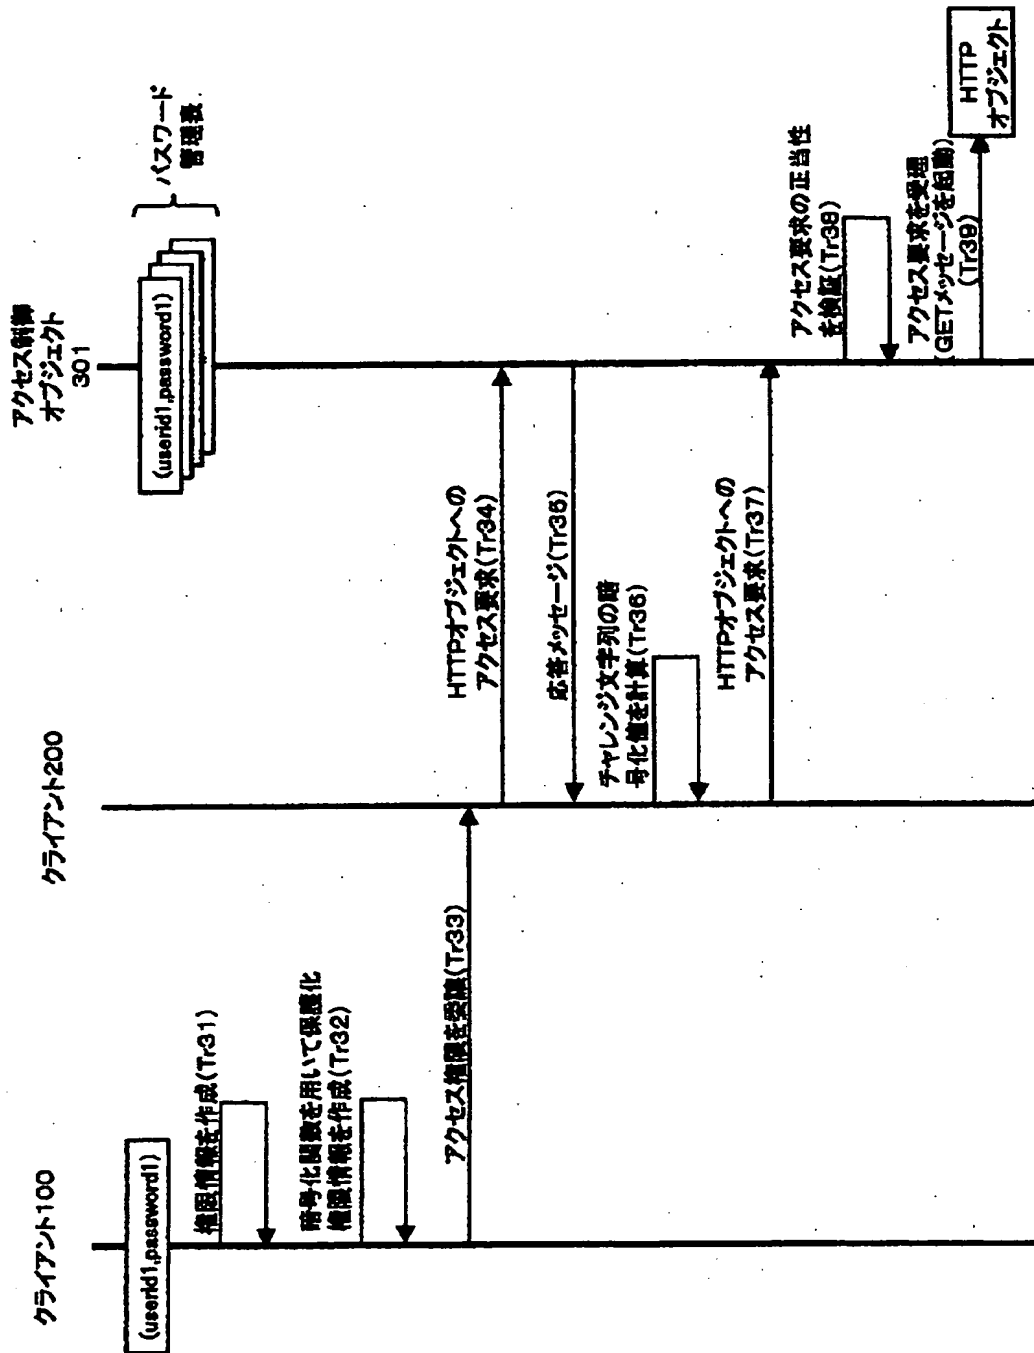 クライアント100
クライアント200
アクセス制御
オブジェクト
301
(userid1,password1)
(userid1,password1)
パスワード
管理表
権限情報を作成(Tr31)
暗号化関数を用いて保護化
権限情報を作成(Tr32)
アクセス権限を委譲(Tr33)
HTTPオブジェクトへの
アクセス要求(Tr34)
応答メッセージ(Tr35)
チャレンジ文字列の暗
号化値を計算(Tr36)
HTTPオブジェクトへの
アクセス要求(Tr37)
アクセス要求の正当性
を検証(Tr38)
アクセス要求を受理
(GETメッセージを起動)
(Tr39)
HTTP
オブジェクト